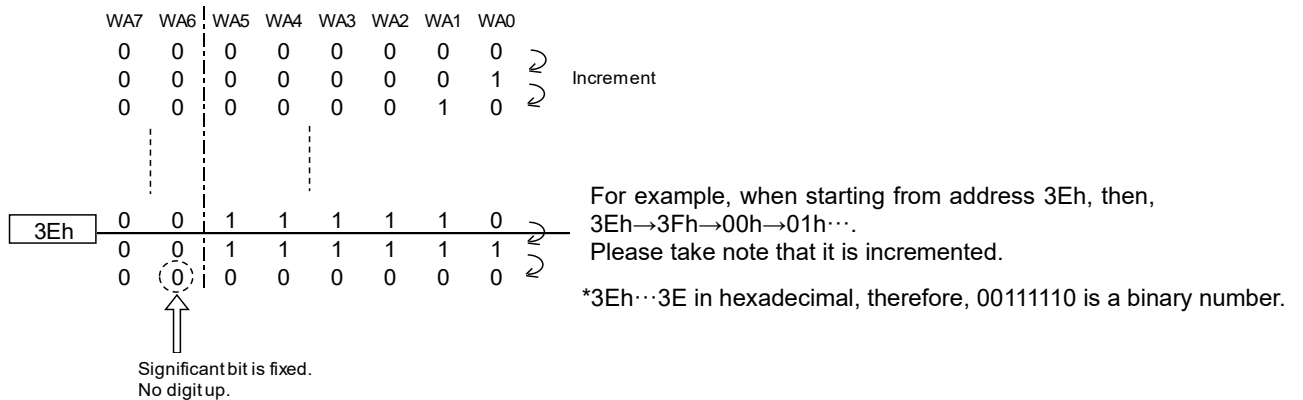 WA7 WA6 WA5 WA4 WA3 WA2 WA1 WA0
0 0 0 0 0 0 0 0
0 0 0 0 0 0 0 1
Increment
0 0 0 0 0 0 1 0
For example, when starting from address 3Eh, then,
3Eh→3Fh→00h→01h···.
Please take note that it is incremented.
*3Eh···3E in hexadecimal, therefore, 00111110 is a binary number.
3Eh
0 0 1 1 1 1 1 0
0 0 1 1 1 1 1 1
0 0 0 0 0 0 0 0
Significant bit is fixed.
No digit up.